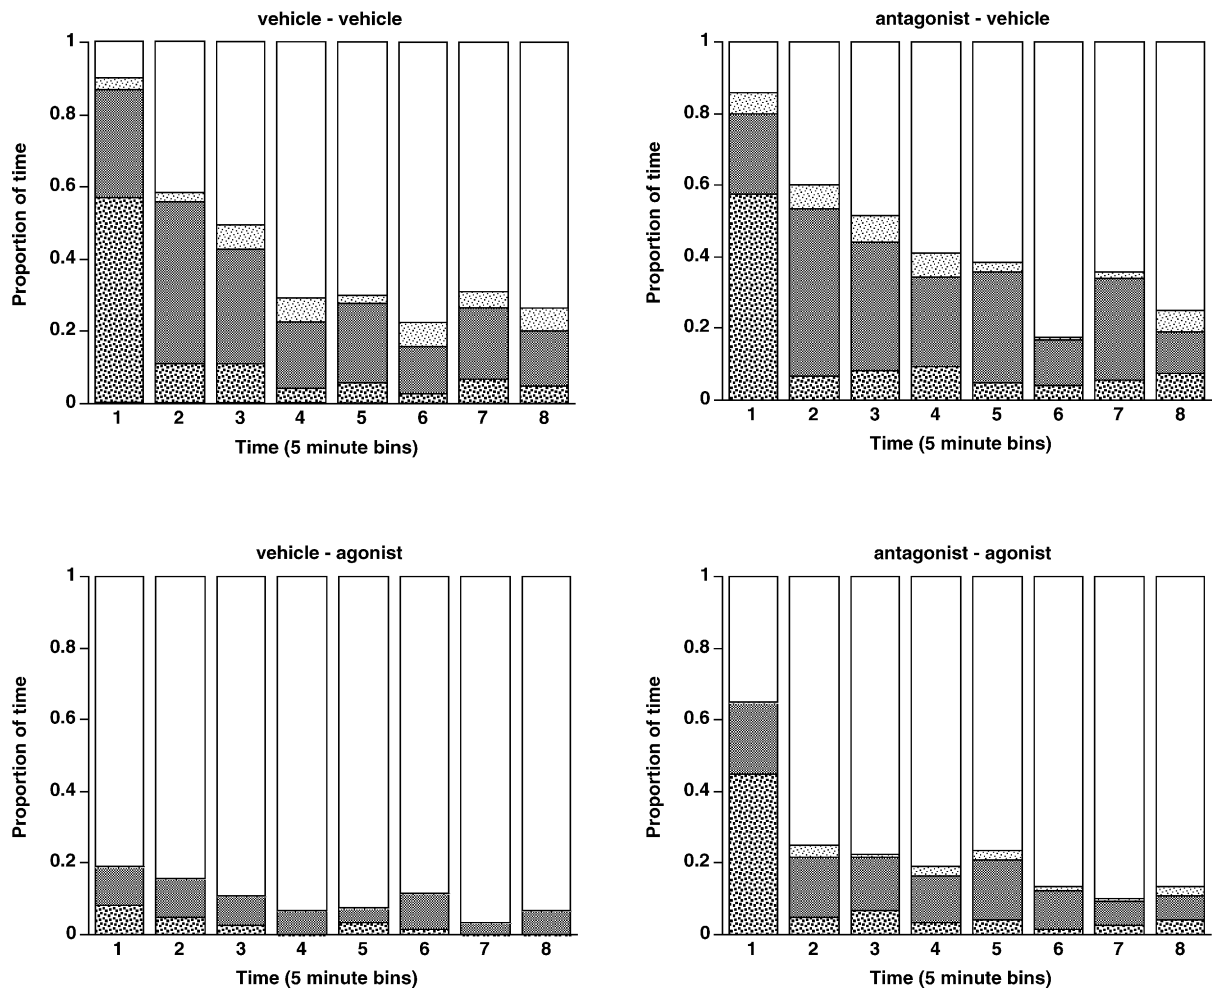 vehicle - vehicle
1
0.8
0.6
0.4
0.2
0
Proportion of time
1 2 3 4 5 6 7 8
Time (5 minute bins)
antagonist - vehicle
1
0.8
0.6
0.4
0.2
0
Proportion of time
1 2 3 4 5 6 7 8
Time (5 minute bins)
vehicle - agonist
1
0.8
0.6
0.4
0.2
0
Proportion of time
1 2 3 4 5 6 7 8
Time (5 minute bins)
antagonist - agonist
1
0.8
0.6
0.4
0.2
0
Proportion of time
1 2 3 4 5 6 7 8
Time (5 minute bins)